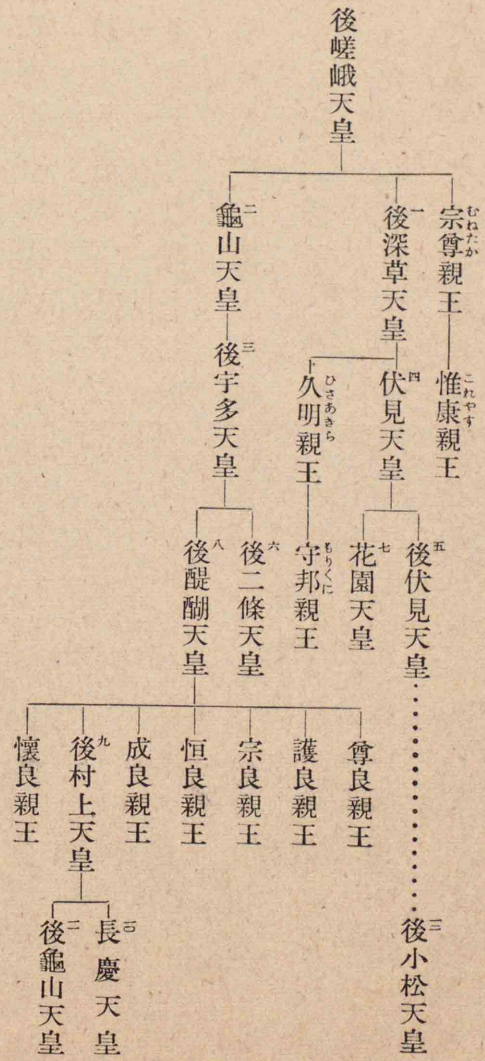 後嵯峨天皇
宗尊親王
むねたか
惟康親王
これやす
一
後深草天皇
四
伏見天皇
五
後伏見天皇
一二
後小松天皇
七
花園天皇
久明親王
ひさあきら
守邦親王
もりくに
二
龜山天皇
三
後宇多天皇
六
後二條天皇
八
後醍醐天皇
尊良親王
護良親王
宗良親王
恒良親王
成良親王
九
後村上天皇
一〇
長慶天皇
一一
後龜山天皇
懷良親王